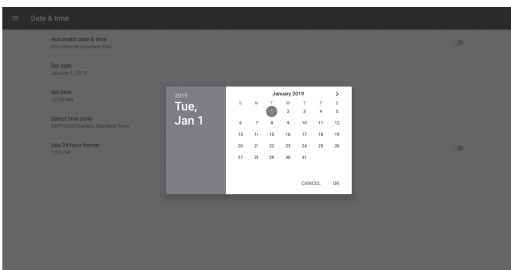 Date & time
Automatic date & time
Use network-provided time
Set date
January 1, 2019
Set time
12:00 AM
Select time zone
GMT-05:00 Eastern Standard Time
Use 24-hour format
1:00 PM
2019
Tue,
Jan 1
January 2019
S M T W T F S
1 2 3 4 5
6 7 8 9 10 11 12
13 15 16 17 18 19
20 22 23 24 25 26
27 29 30 31
CANCEL OK